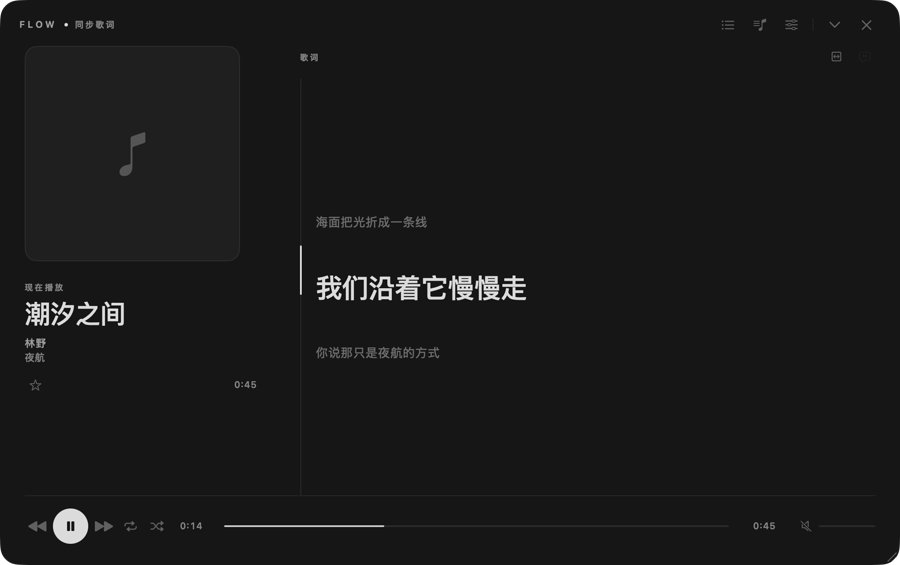 FLOW • 同步歌词
歌词
海面把光折成一条线
我们沿着它慢慢走
你说那只是夜航的方式
现在播放
潮汐之间
林野
夜航
0:45
0:14
0:45